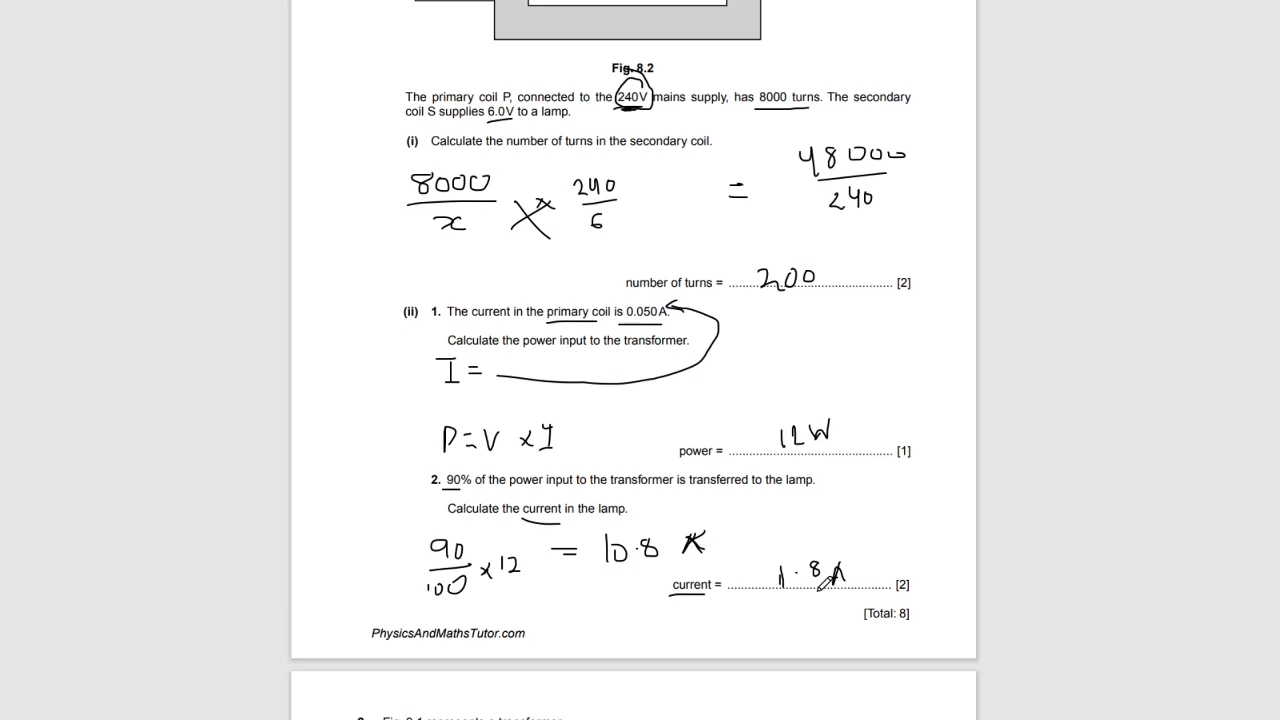 Fig. 8.2
The primary coil P, connected to the 240V mains supply, has 8000 turns. The secondary
coil S supplies 6.0V to a lamp.
(i) Calculate the number of turns in the secondary coil.
8000/x × 240/6 = 48000/240
number of turns = 200 [2]
(ii) 1. The current in the primary coil is 0.050A.
Calculate the power input to the transformer.
I =
P = V × I
power = 12W [1]
2. 90% of the power input to the transformer is transferred to the lamp.
Calculate the current in the lamp.
90/100 × 12 = 10.8
current = 1.8A [2]
[Total: 8]
PhysicsAndMathsTutor.com